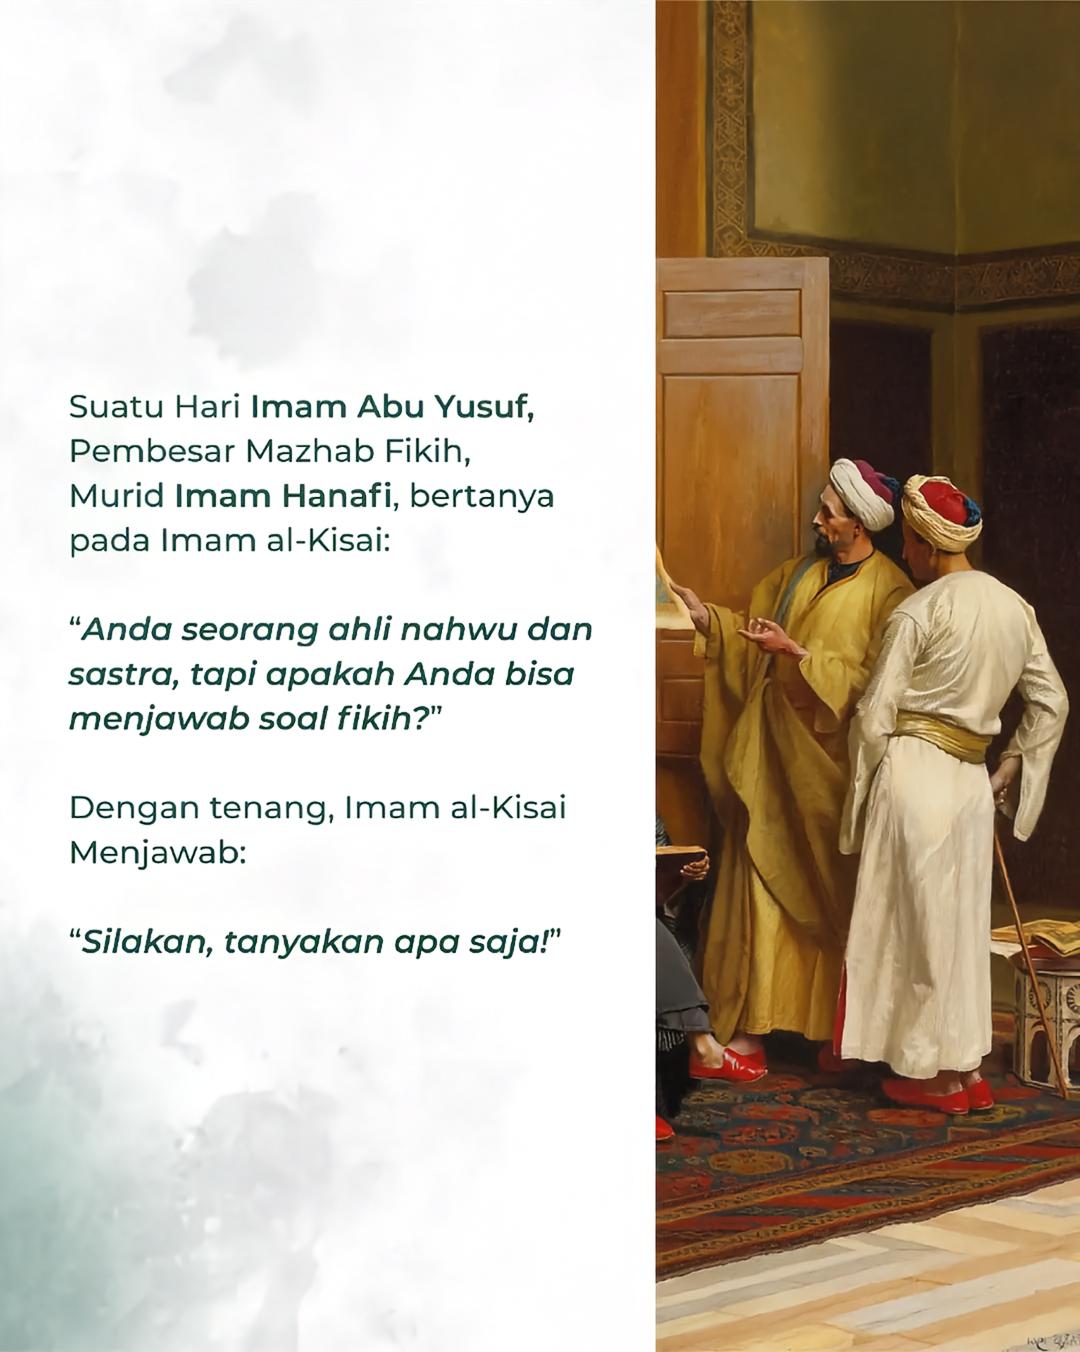 Suatu Hari Imam Abu Yusuf,
Pembesar Mazhab Fikih,
Murid Imam Hanafi, bertanya
pada Imam al-Kisai:
“Anda seorang ahli nahwu dan
sastra, tapi apakah Anda bisa
menjawab soal fikih?”
Dengan tenang, Imam al-Kisai
Menjawab:
“Silakan, tanyakan apa saja!”